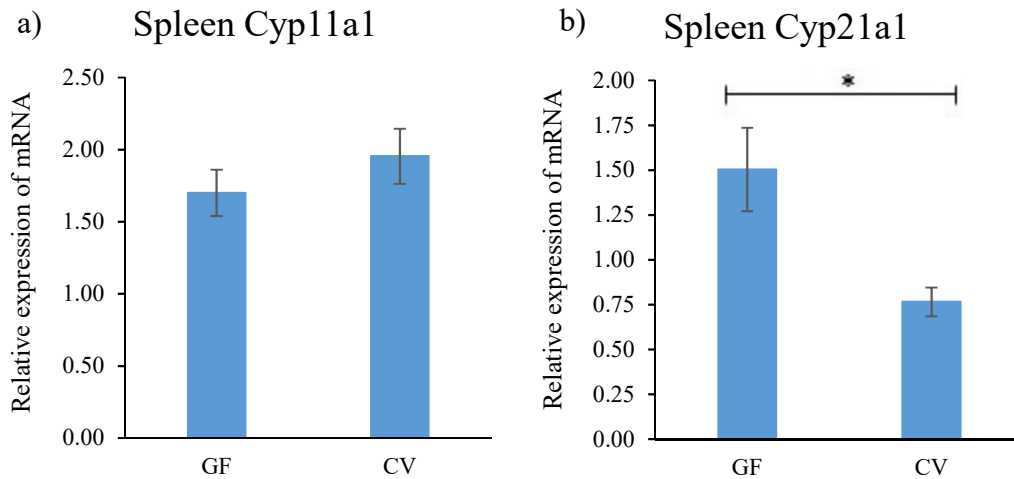 a)
Spleen Cyp11a1
Relative expression of mRNA
2.50
2.00
1.50
1.00
0.50
0.00
GF
CV
b)
Spleen Cyp21a1
Relative expression of mRNA
2.00
1.75
1.50
1.25
1.00
0.75
0.50
0.25
0.00
*
GF
CV